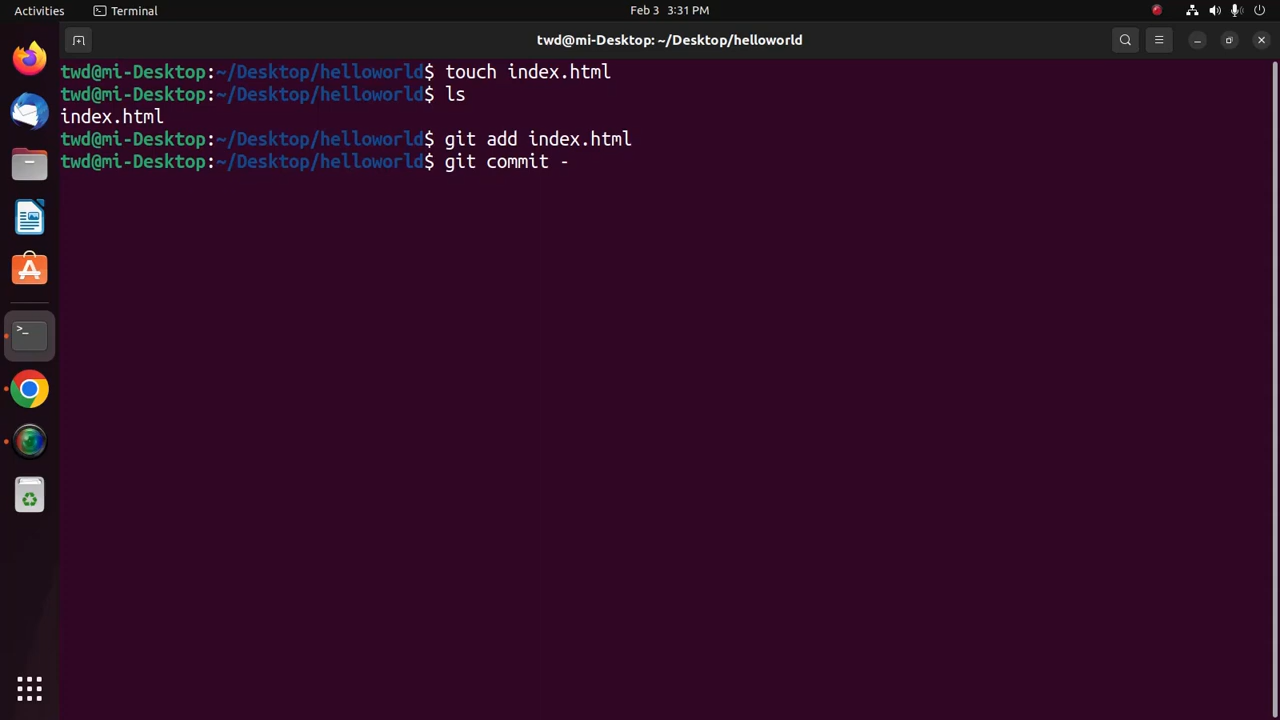 Activities
Terminal
Feb 3 3:31 PM
twd@mi-Desktop: ~/Desktop/helloworld
twd@mi-Desktop:~/Desktop/helloworld$ touch index.html
twd@mi-Desktop:~/Desktop/helloworld$ ls
index.html
twd@mi-Desktop:~/Desktop/helloworld$ git add index.html
twd@mi-Desktop:~/Desktop/helloworld$ git commit -